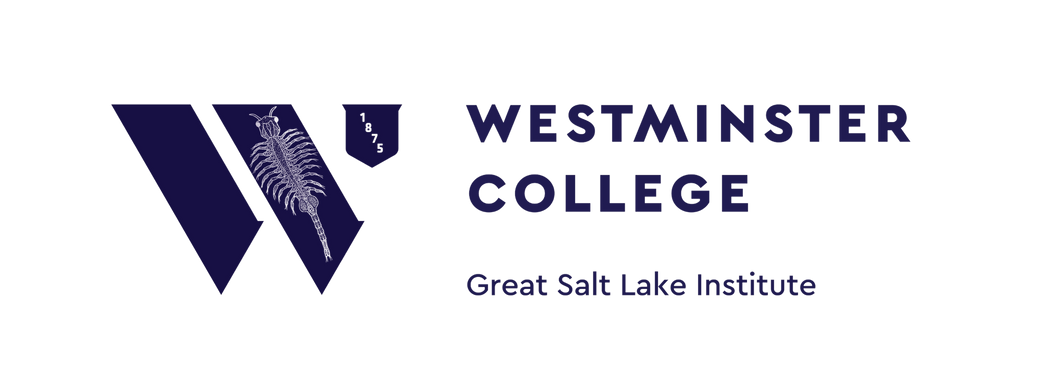 1875
WESTMINSTER
COLLEGE
Great Salt Lake Institute